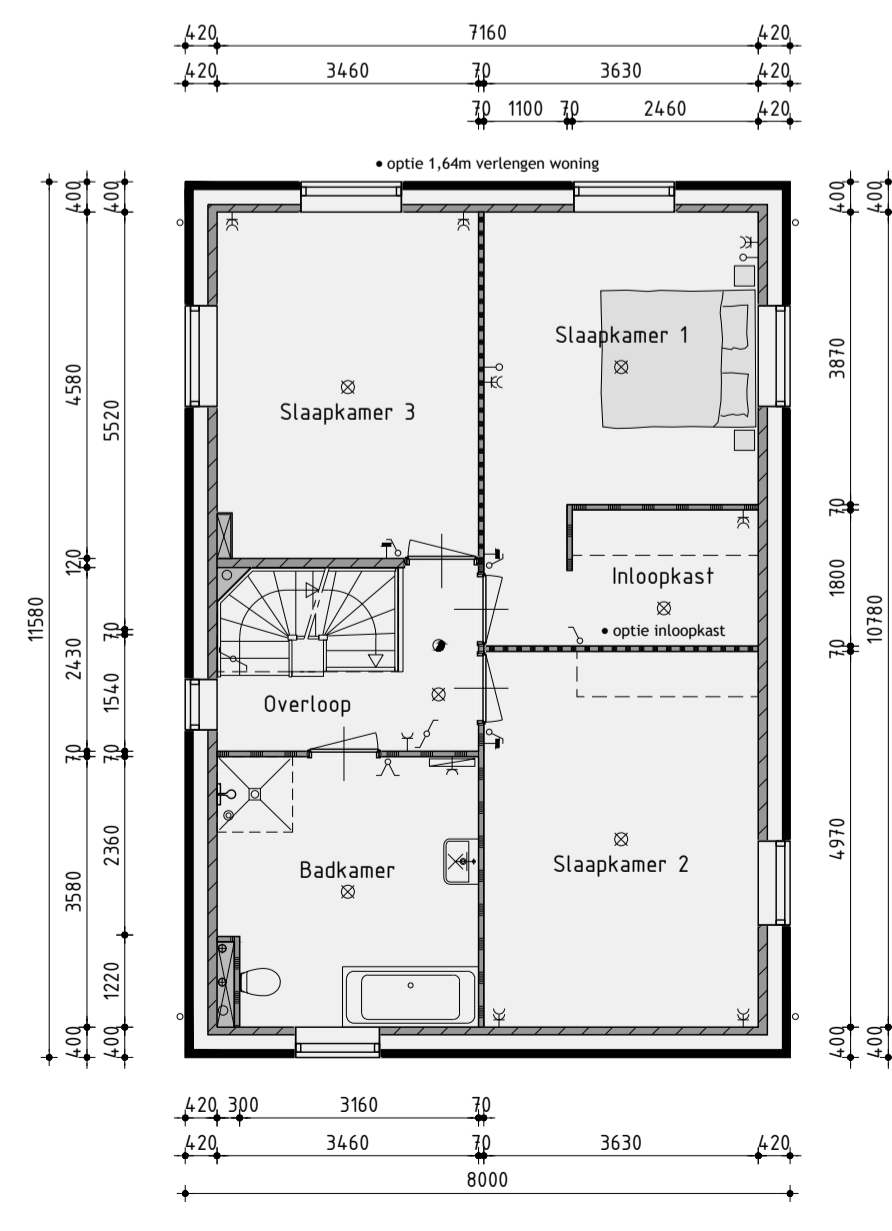 420 7160 420
420 3460 70 3630 420
70 1100 70 2460 420
• optie 1,64m verlengen woning
400 400 400 400
4580 5520 3870
Slaapkamer 1
Slaapkamer 3
120 70
11580 2430 70 1800 10780
Inloopkast
• optie inloopkast
1540 70
Overloop
70 70
3580 2360 4970
Slaapkamer 2
Badkamer
1220
400 400 400 400
420 300 3160 70
420 3460 70 3630 420
8000